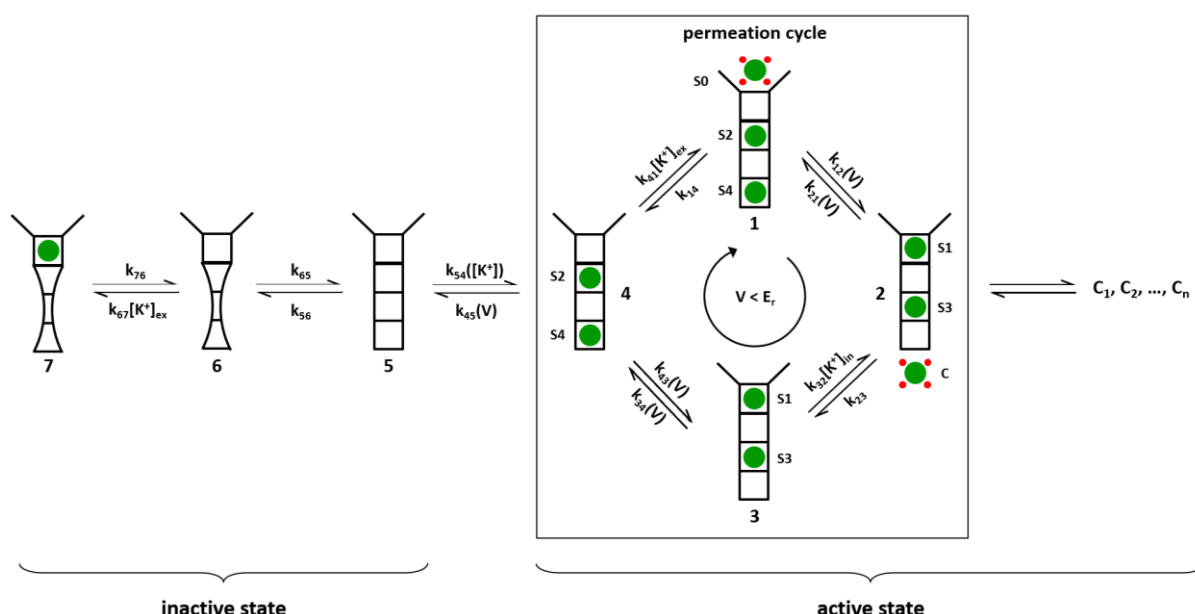 permeation cycle
S0
S2
S4
1
k41[K+]ex
k14
k12(V)
k21(V)
7
k76
k67[K+]ex
6
k65
k56
5
k54([K+])
k45(V)
S2
S4
4
V < Er
2
S1
S3
C
C1, C2, ..., Cn
k43(V)
k34(V)
k32[K+]in
k23
S1
S3
3
inactive state
active state